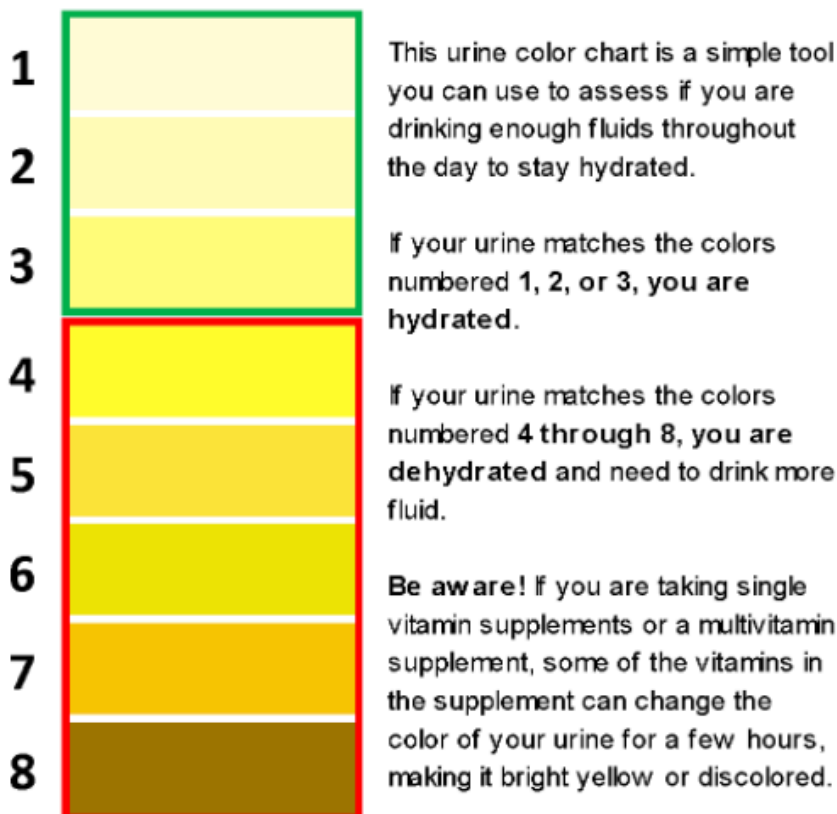 1
2
3
4
5
6
7
8
This urine color chart is a simple tool
you can use to assess if you are
drinking enough fluids throughout
the day to stay hydrated.
If your urine matches the colors
numbered 1, 2, or 3, you are
hydrated.
If your urine matches the colors
numbered 4 through 8, you are
dehydrated and need to drink more
fluid.
Be aware! If you are taking single
vitamin supplements or a multivitamin
supplement, some of the vitamins in
the supplement can change the
color of your urine for a few hours,
making it bright yellow or discolored.